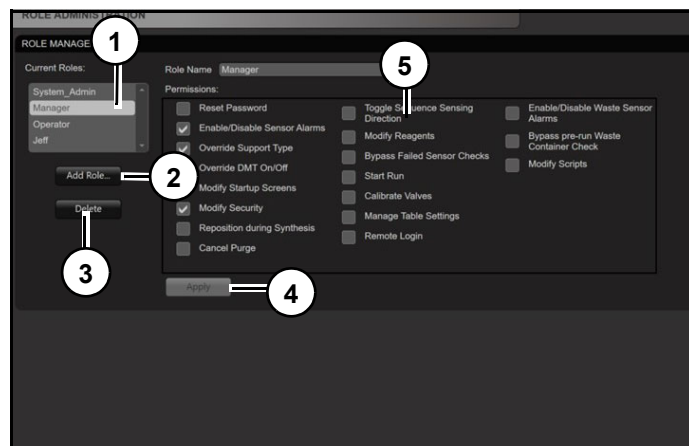 ROLE ADMINISTRATION
ROLE MANAGE
1
Current Roles:
System_Admin
Manager
Operator
Jeff
Add Role...
2
Delete
3
Role Name Manager
5
Permissions:
Reset Password
Enable/Disable Sensor Alarms
Override Support Type
Override DMT On/Off
Modify Startup Screens
Modify Security
Reposition during Synthesis
Cancel Purge
Toggle Sequence Sensing
Direction
Modify Reagents
Bypass Failed Sensor Checks
Start Run
Calibrate Valves
Manage Table Settings
Remote Login
Enable/Disable Waste Sensor
Alarms
Bypass pre-run Waste
Container Check
Modify Scripts
Apply
4